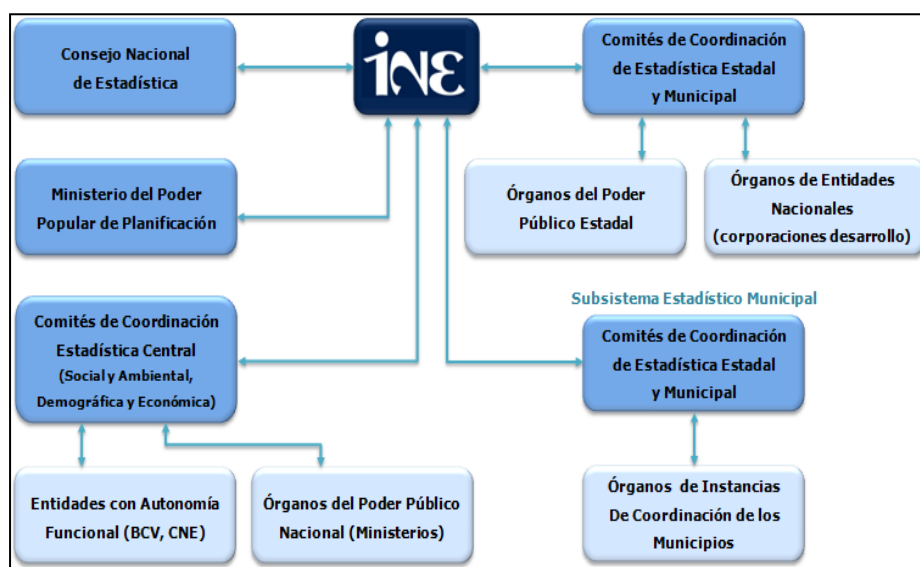 Consejo Nacional
de Estadística
iNE
Comités de Coordinación
de Estadística Estadal
y Municipal
Ministerio del Poder
Popular de Planificación
Órganos del Poder
Público Estadal
Órganos de Entidades
Nacionales
(corporaciones desarrollo)
Subsistema Estadístico Municipal
Comités de Coordinación
Estadística Central
(Social y Ambiental,
Demográfica y Económica)
Comités de Coordinación
de Estadística Estadal
y Municipal
Entidades con Autonomía
Funcional (BCV, CNE)
Órganos del Poder Público
Nacional (Ministerios)
Órganos de Instancias
De Coordinación de los
Municipios